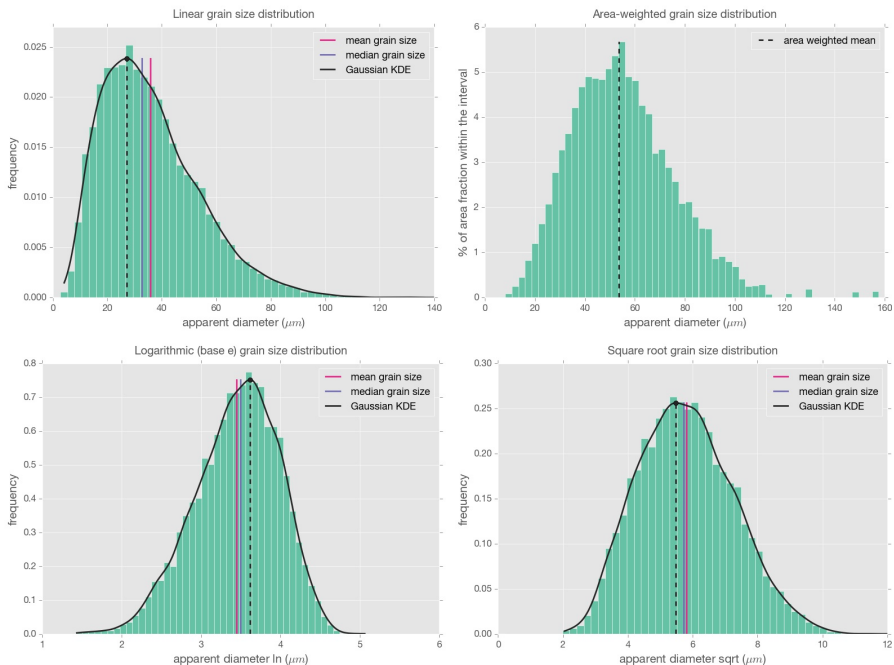 Linear grain size distribution
frequency
0.025
0.020
0.015
0.010
0.005
0.000
0 20 40 60 80 100 120 140
apparent diameter (μm)
mean grain size
median grain size
Gaussian KDE
Area-weighted grain size distribution
% of area fraction within the interval
6
5
4
3
2
1
0
0 20 40 60 80 100 120 140 160
apparent diameter (μm)
area weighted mean
Logarithmic (base e) grain size distribution
frequency
0.8
0.7
0.6
0.5
0.4
0.3
0.2
0.1
0.0
1 2 3 4 5 6
apparent diameter ln (μm)
mean grain size
median grain size
Gaussian KDE
Square root grain size distribution
frequency
0.30
0.25
0.20
0.15
0.10
0.05
0.00
0 2 4 6 8 10 12
apparent diameter sqrt (μm)
mean grain size
median grain size
Gaussian KDE